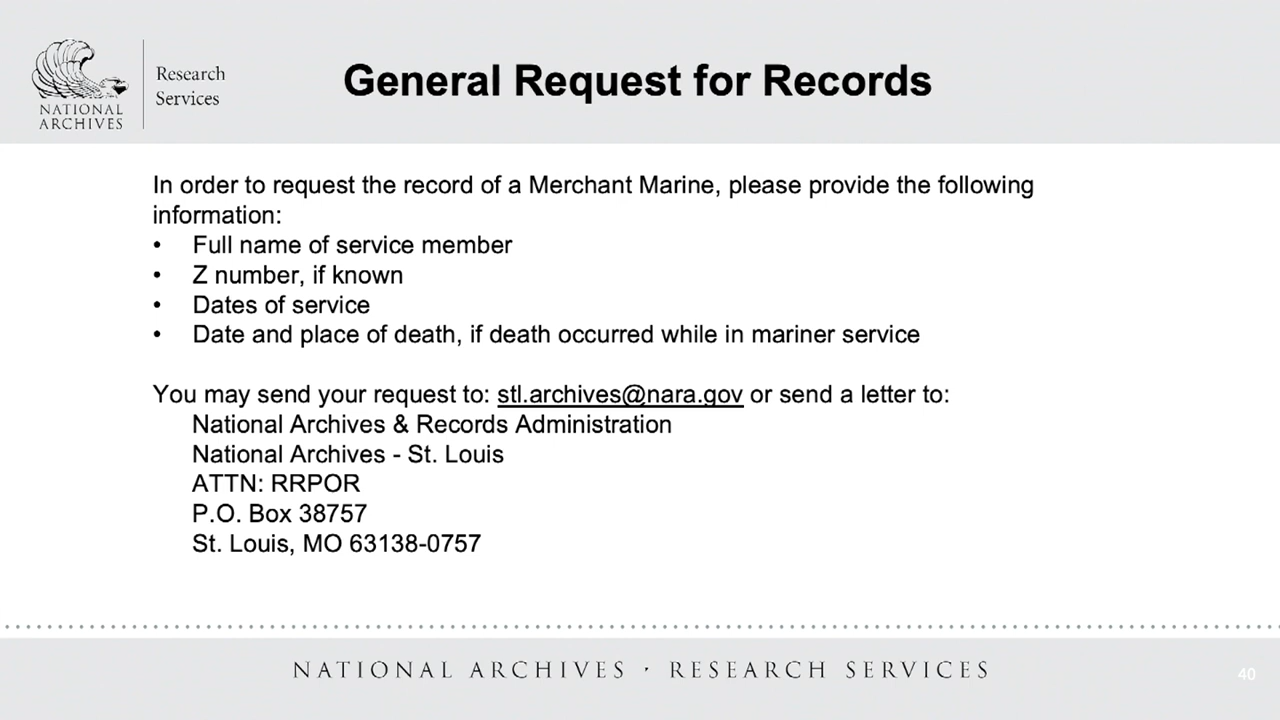 NATIONAL
ARCHIVES
Research
Services
General Request for Records
In order to request the record of a Merchant Marine, please provide the following
information:
• Full name of service member
• Z number, if known
• Dates of service
• Date and place of death, if death occurred while in mariner service
You may send your request to: stl.archives@nara.gov or send a letter to:
National Archives & Records Administration
National Archives - St. Louis
ATTN: RRPOR
P.O. Box 38757
St. Louis, MO 63138-0757
NATIONAL ARCHIVES · RESEARCH SERVICES
40